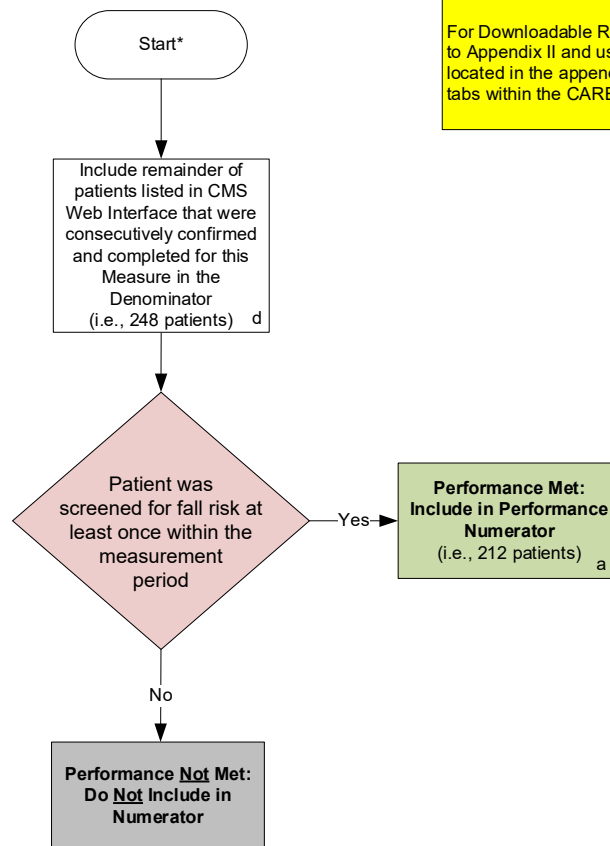 Start*
For Downloadable R
to Appendix II and us
located in the append
tabs within the CARE
Include remainder of
patients listed in CMS
Web Interface that were
consecutively confirmed
and completed for this
Measure in the
Denominator
(i.e., 248 patients) d
Patient was
screened for fall risk at
least once within the
measurement
period
Yes
Performance Met:
Include in Performance
Numerator
(i.e., 212 patients) a
No
Performance Not Met:
Do Not Include in
Numerator